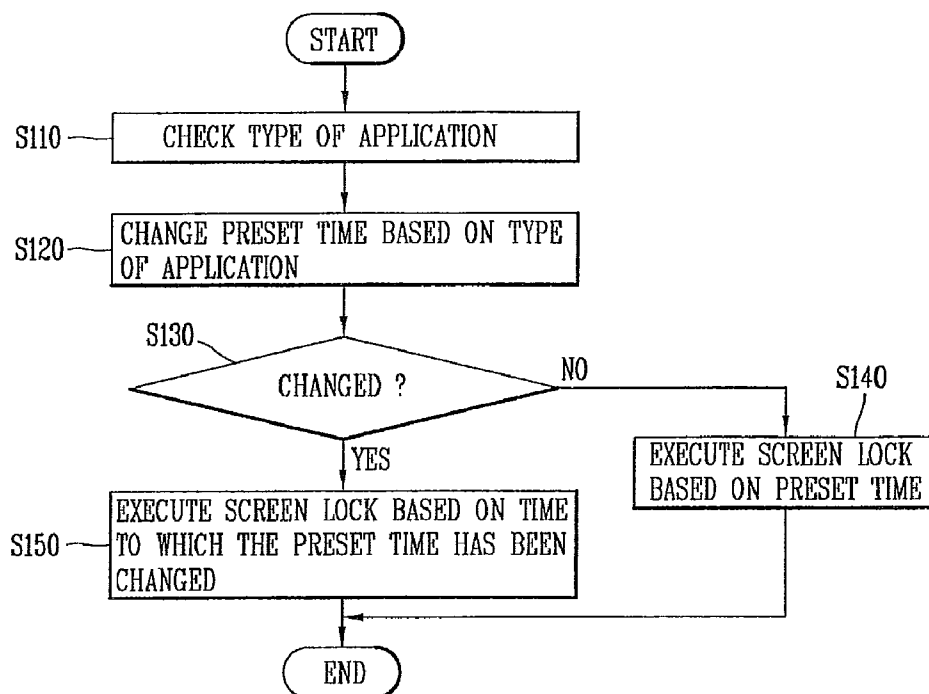 START
S110
CHECK TYPE OF APPLICATION
S120
CHANGE PRESET TIME BASED ON TYPE
OF APPLICATION
S130
CHANGED ?
NO
S140
YES
EXECUTE SCREEN LOCK
BASED ON PRESET TIME
S150
EXECUTE SCREEN LOCK BASED ON TIME
TO WHICH THE PRESET TIME HAS BEEN
CHANGED
END